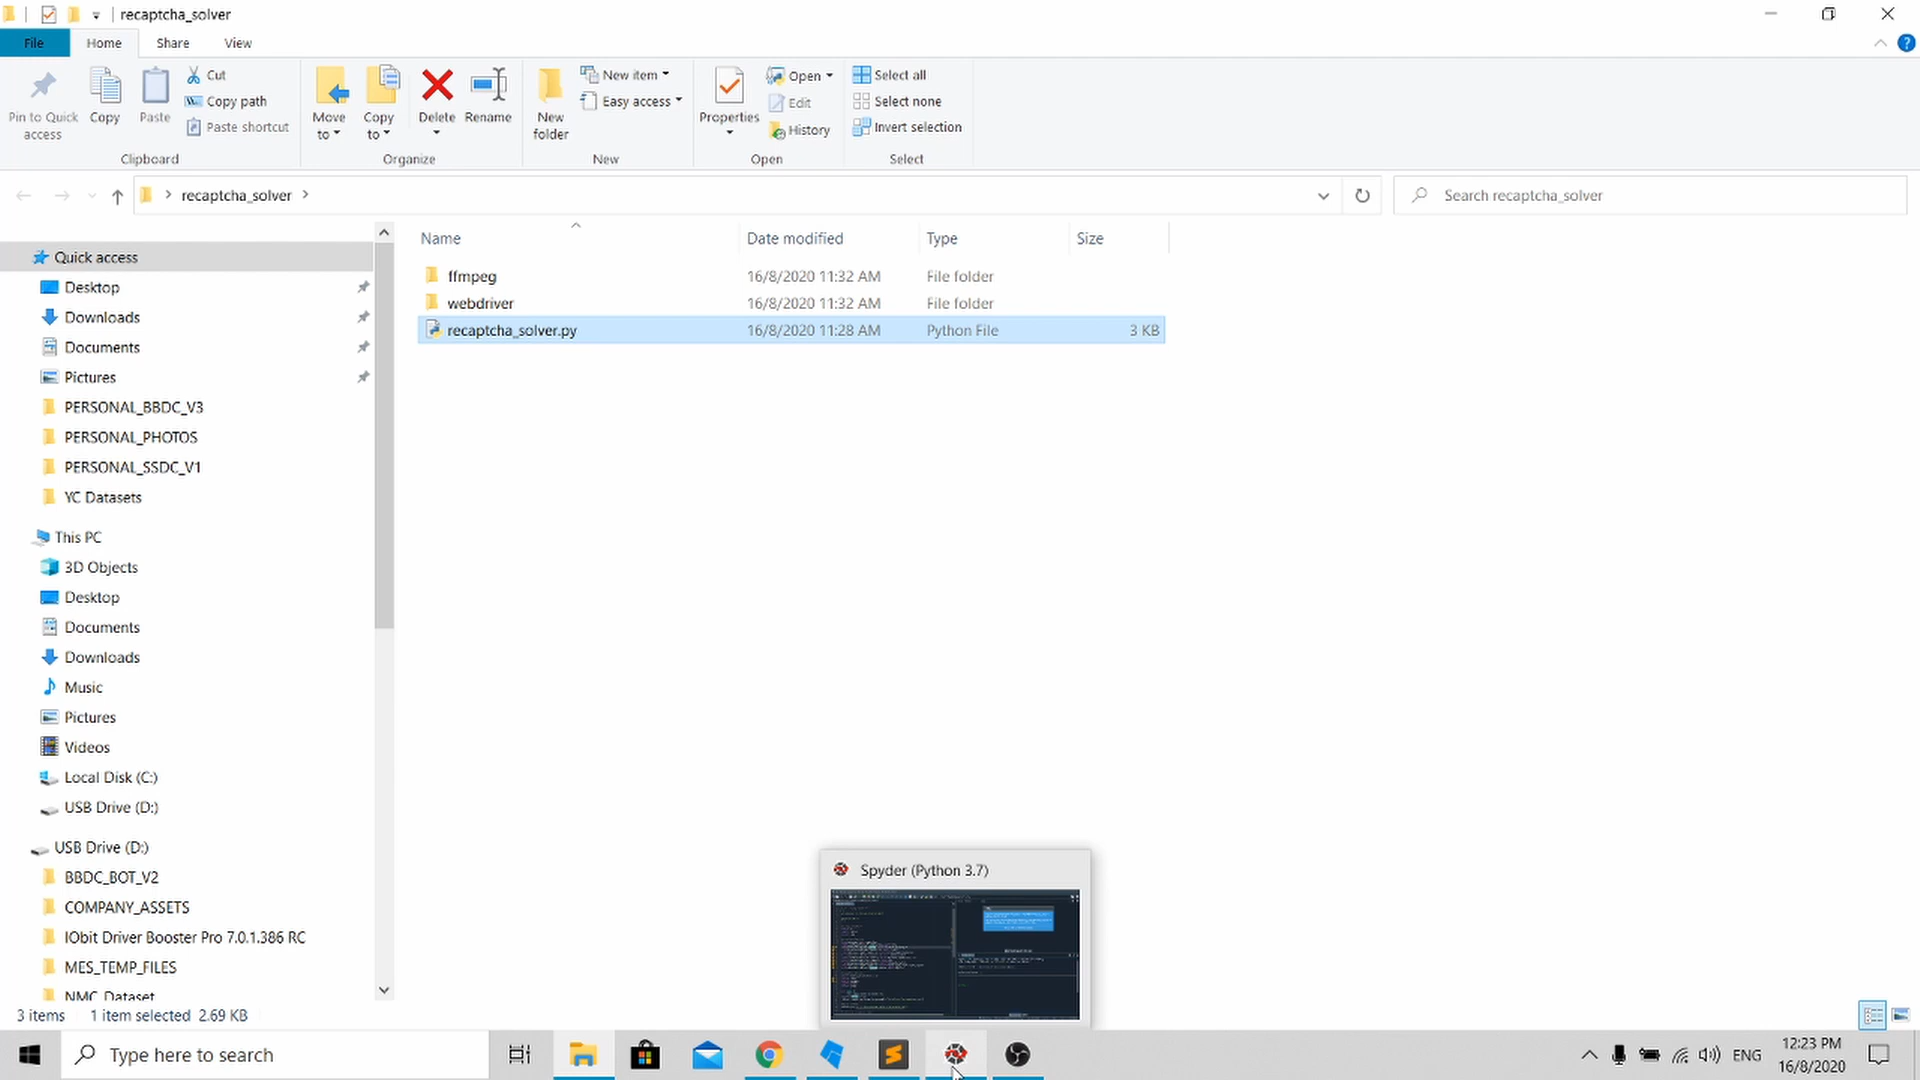 recaptcha_solver
File Home Share View
Pin to Quick access
Copy
Paste
Cut
Copy path
Paste shortcut
Clipboard
Move to
Copy to
Delete
Rename
Organize
New folder
New item
Easy access
New
Properties
Open
Edit
History
Open
Select all
Select none
Invert selection
Select
recaptcha_solver
Search recaptcha_solver
Name Date modified Type Size
ffmpeg 16/8/2020 11:32 AM File folder
webdriver 16/8/2020 11:32 AM File folder
recaptcha_solver.py 16/8/2020 11:28 AM Python File 3 KB
Quick access
Desktop
Downloads
Documents
Pictures
PERSONAL_BBDC_V3
PERSONAL_PHOTOS
PERSONAL_SSDC_V1
YC Datasets
This PC
3D Objects
Desktop
Documents
Downloads
Music
Pictures
Videos
Local Disk (C:)
USB Drive (D:)
USB Drive (D:)
BBDC_BOT_V2
COMPANY_ASSETS
IObit Driver Booster Pro 7.0.1.386 RC
MES_TEMP_FILES
NMC Dataset
Spyder (Python 3.7)
3 items 1 item selected 2.69 KB
Type here to search
ENG
12:23 PM
16/8/2020